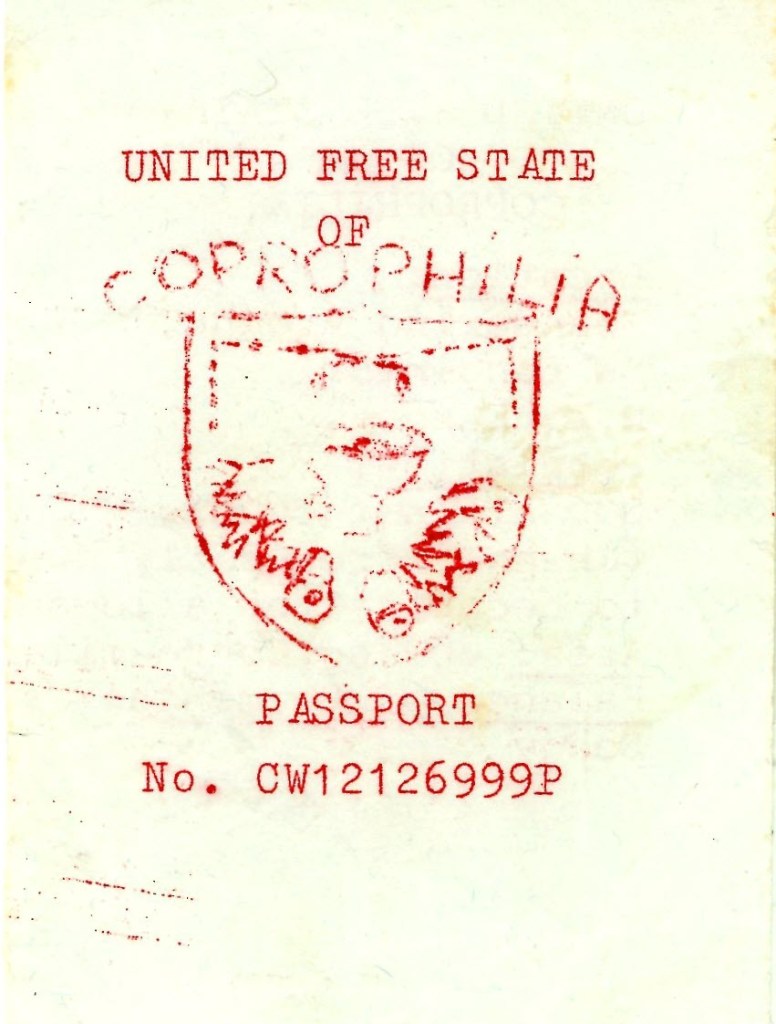 UNITED FREE STATE
OF
COPROPHILIA
PASSPORT
No. CW12126999P